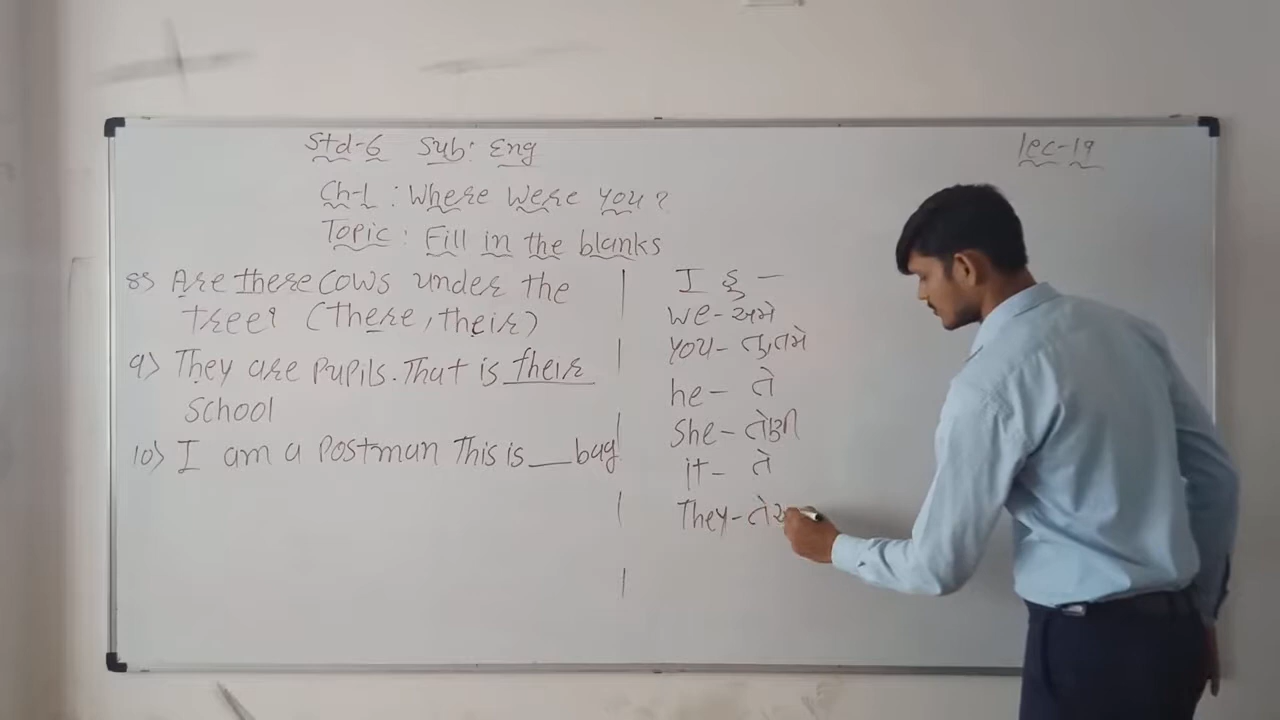 Std-6 Sub: Eng
lec-19
Ch-1 : Where Were You?
Topic : Fill in the blanks
8> Are there cows under the
tree? (there, their)
9> They are pupils. That is their
school
10> I am a postman This is __ bag
I હું –
we - અમે
you - તું, તમે
he - તે
she - તેણી
it - તે
They - તેઓ